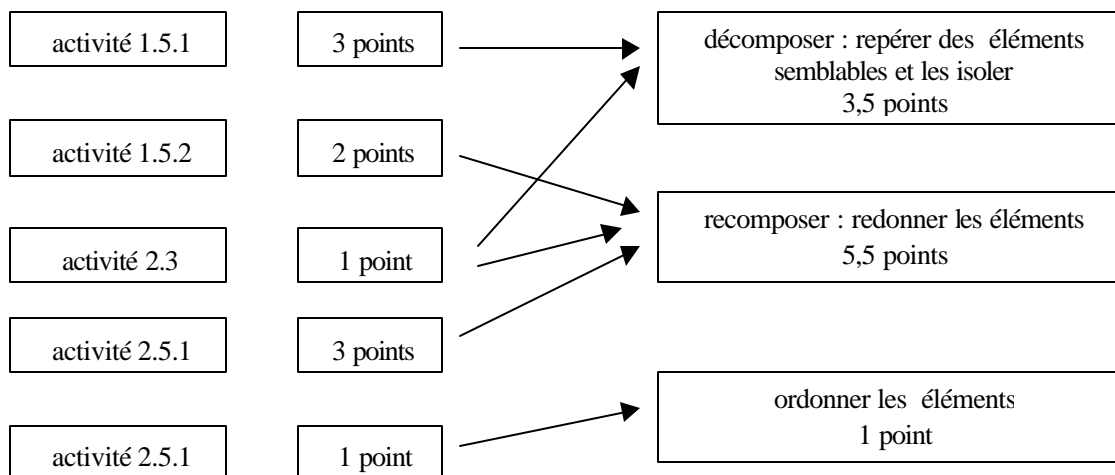 activité 1.5.1
3 points
décomposer : repérer des éléments
semblables et les isoler
3,5 points
activité 1.5.2
2 points
activité 2.3
1 point
recomposer : redonner les éléments
5,5 points
activité 2.5.1
3 points
activité 2.5.1
1 point
ordonner les éléments
1 point